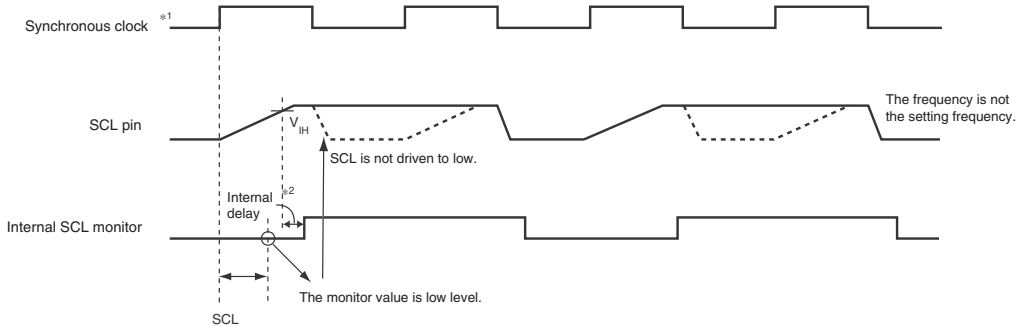 Synchronous clock *1
SCL pin
VIH
The frequency is not
the setting frequency.
SCL is not driven to low.
Internal *2
delay
Internal SCL monitor
The monitor value is low level.
SCL